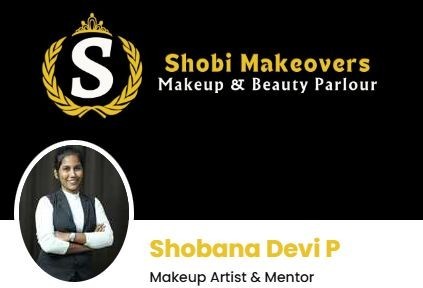 S
Shobi Makeovers
Makeup & Beauty Parlour
Shobana Devi P
Makeup Artist & Mentor